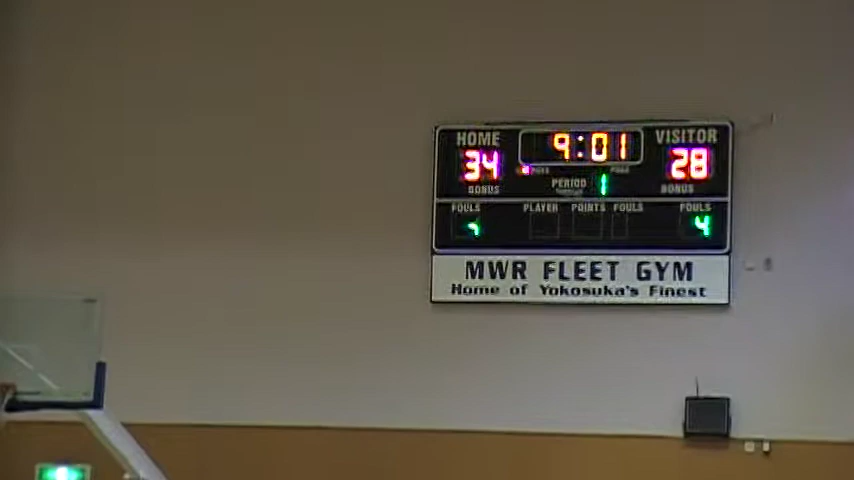 HOME 9:01 VISITOR
34 28
BONUS PERIOD 1 BONUS
FOULS PLAYER POINTS FOULS FOULS
4
MWR FLEET GYM
Home of Yokosuka's Finest